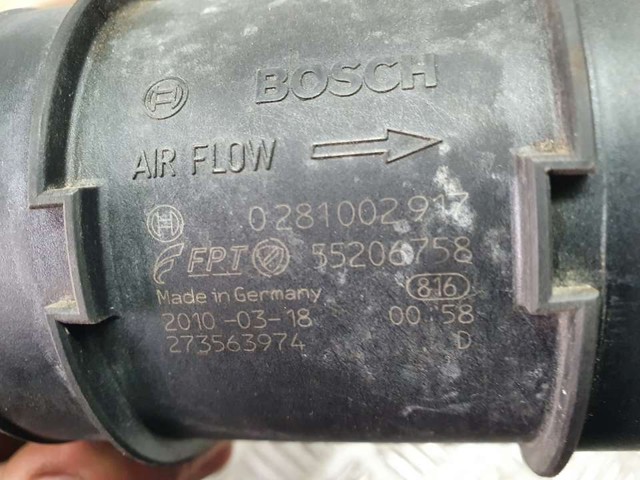 BOSCH
AIR FLOW
0 281 002 917
FPT 55206758
Made in Germany 816
2010-03-18 00:58
273563974 D